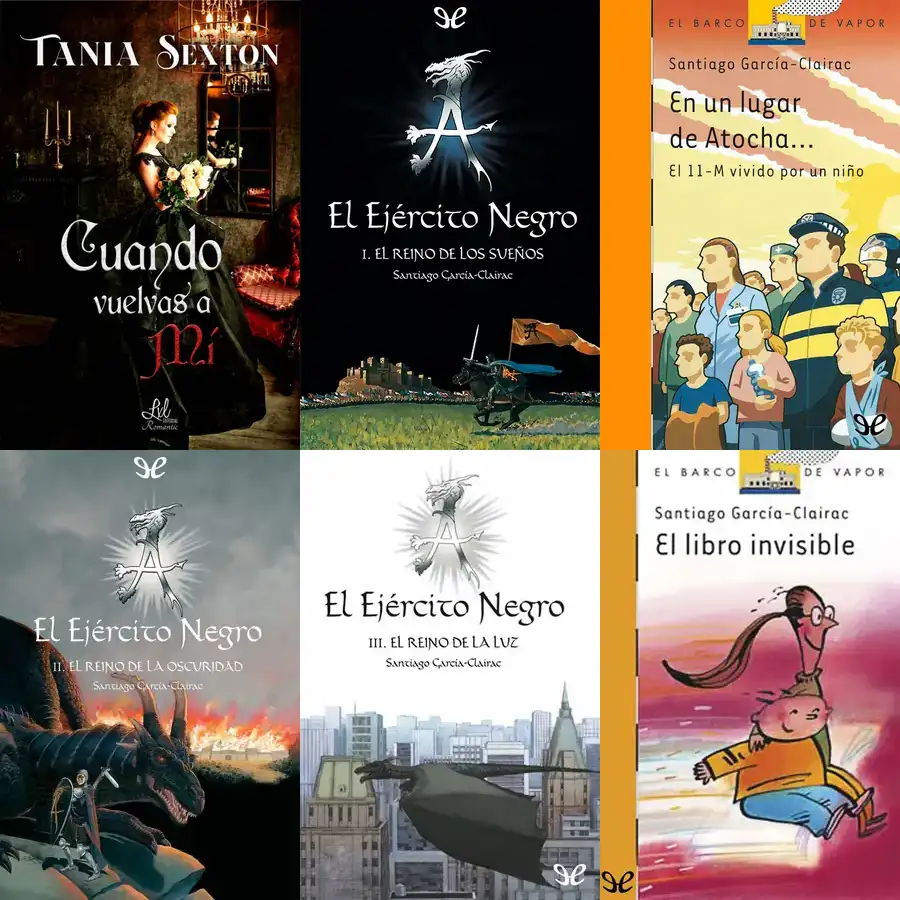 TANIA SEXTON
Cuando
vuelvas a
Mí
LxL
EDITORIAL
Romantic
A
El Ejército Negro
I. EL REINO DE LOS SUEÑOS
Santiago García-Clairac
EL BARCO DE VAPOR
Santiago García-Clairac
En un lugar
de Atocha...
El 11-M vivido por un niño
A
El Ejército Negro
II. EL REINO DE LA OSCURIDAD
Santiago García-Clairac
A
El Ejército Negro
III. EL REINO DE LA LUZ
Santiago García-Clairac
EL BARCO DE VAPOR
Santiago García-Clairac
El libro invisible